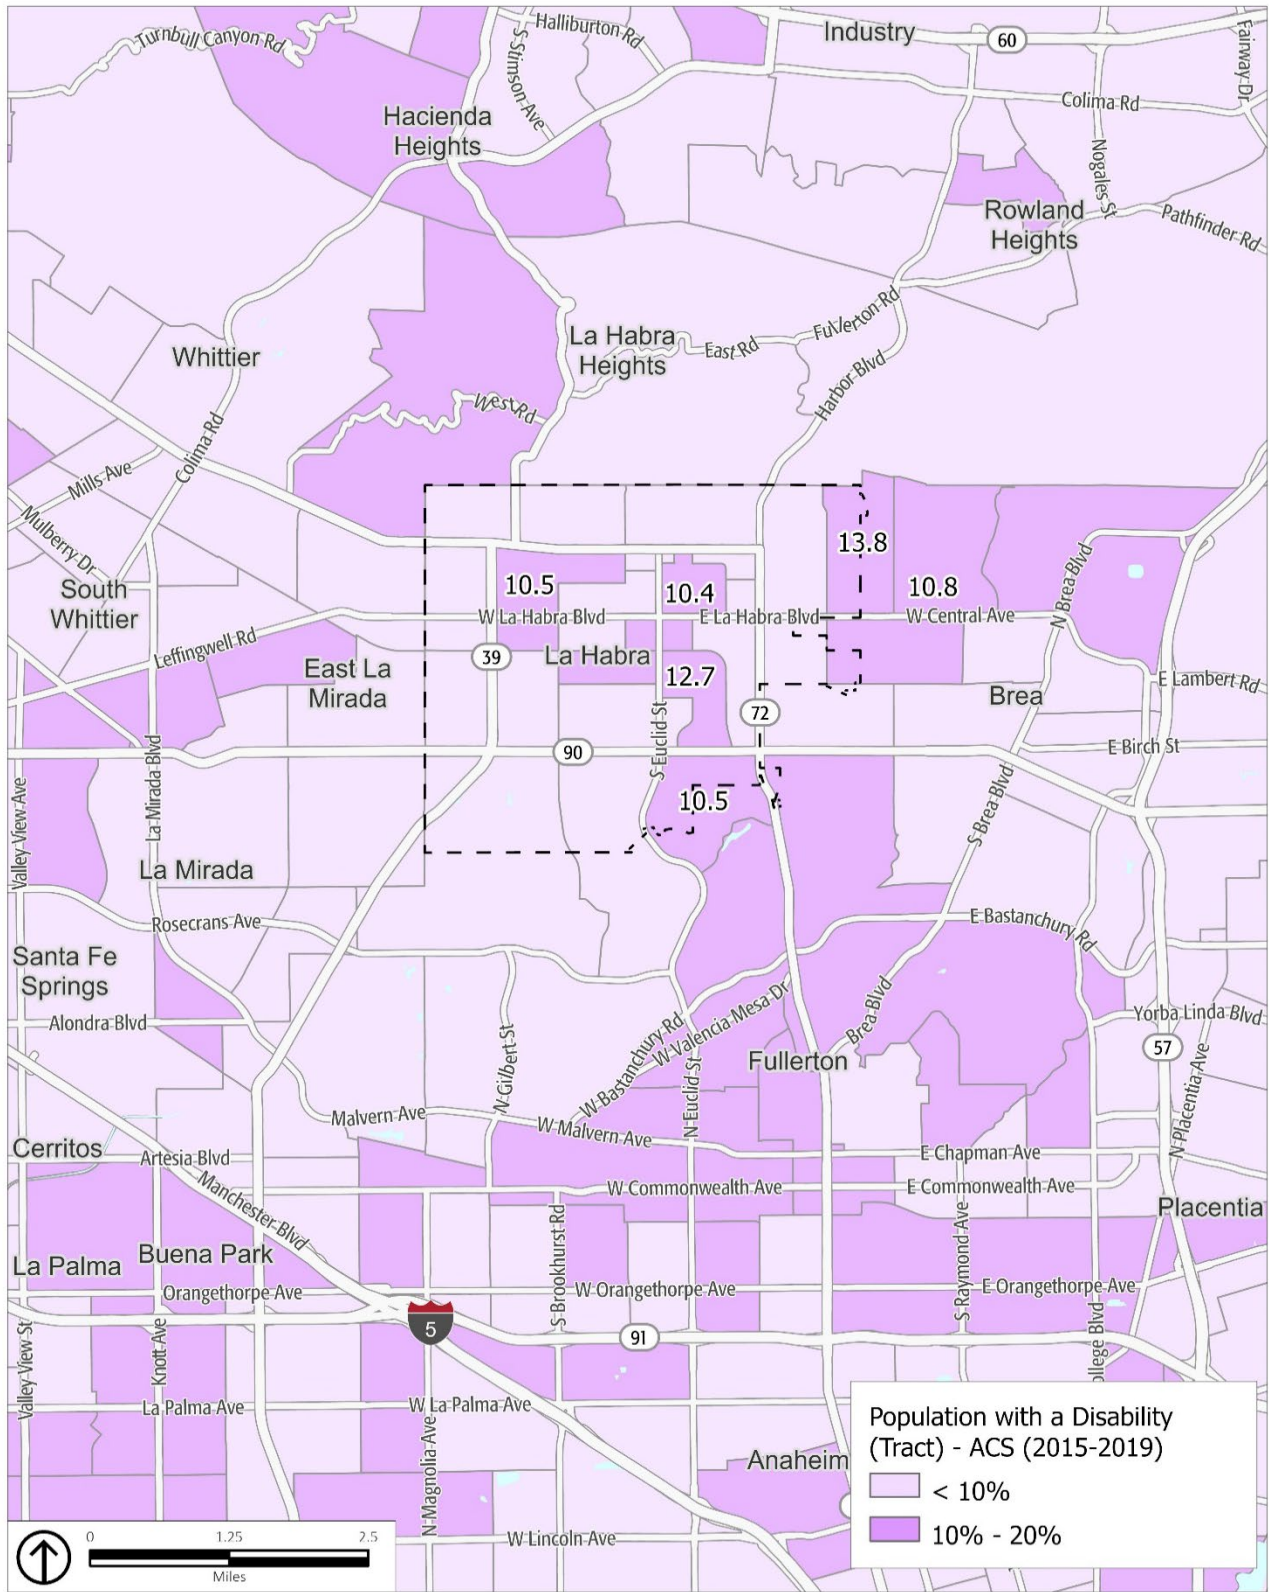 Turnbull Canyon Rd
Halliburton Rd
S Stimson Ave
Industry
60
Fairway Dr
Colima Rd
Hacienda
Heights
Nogales St
Rowland
Heights
Pathfinder Rd
Whittier
La Habra
Heights
East Rd
Fullerton Rd
Harbor Blvd
West Rd
Colima Rd
Mills Ave
Mulberry Dr
13.8
South
Whittier
10.5
10.4
10.8
N Brea Blvd
W La Habra Blvd
E La Habra Blvd
W Central Ave
Leffingwell Rd
East La
Mirada
39
La Habra
12.7
72
Brea
E Lambert Rd
S Euclid St
90
E Birch St
La Mirada Blvd
Valley View Ave
10.5
S Brea Blvd
La Mirada
Rosecrans Ave
E Bastanchury Rd
Santa Fe
Springs
Alondra Blvd
N Gilbert St
W Bastanchury Rd
W Valencia Mesa Dr
Brea Blvd
Yorba Linda Blvd
57
Fullerton
N Euclid St
N Placentia Ave
Malvern Ave
W Malvern Ave
Cerritos
Artesia Blvd
E Chapman Ave
Manchester Blvd
W Commonwealth Ave
E Commonwealth Ave
Placentia
La Palma
Buena Park
S Brookhurst Rd
S Raymond Ave
Orangethorpe Ave
W Orangethorpe Ave
E Orangethorpe Ave
5
91
Valley View St
Knott Ave
ollege Blvd
La Palma Ave
W La Palma Ave
N Magnolia Ave
Anaheim
W Lincoln Ave
Population with a Disability
(Tract) - ACS (2015-2019)
< 10%
10% - 20%
0 1.25 2.5
Miles